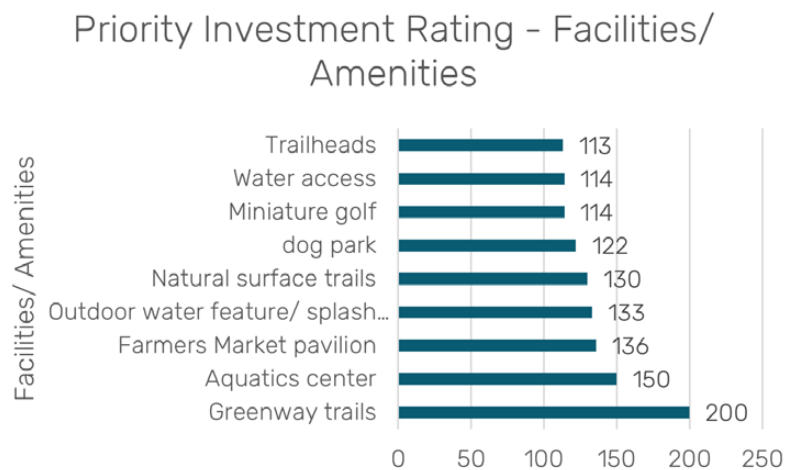 Priority Investment Rating - Facilities/
Amenities
Facilities/ Amenities
Trailheads 113
Water access 114
Miniature golf 114
dog park 122
Natural surface trails 130
Outdoor water feature/ splash... 133
Farmers Market pavilion 136
Aquatics center 150
Greenway trails 200
0 50 100 150 200 250